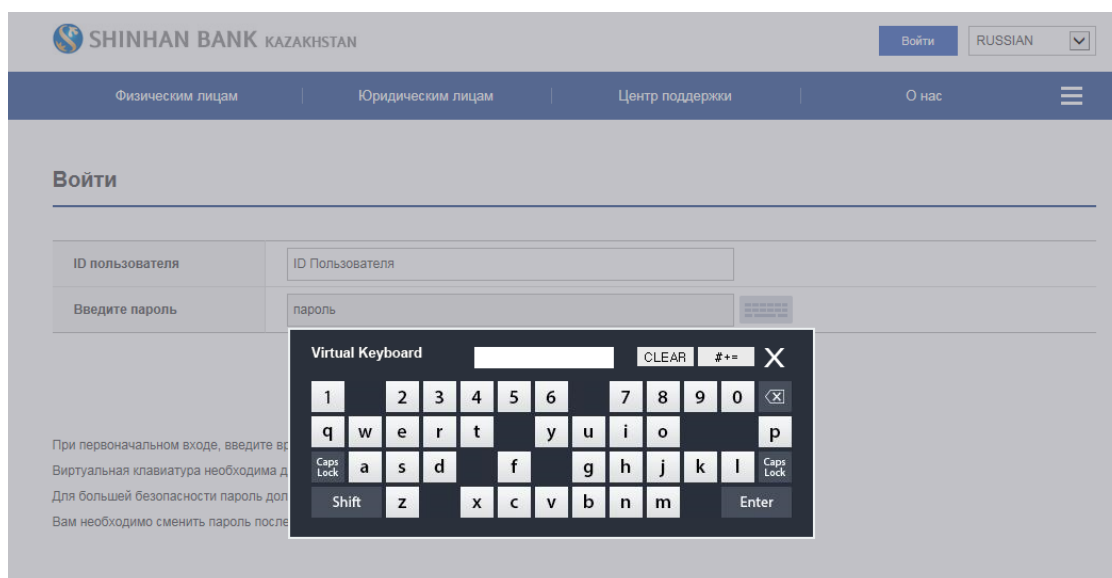 SHINHAN BANK KAZAKHSTAN
Войти RUSSIAN
Физическим лицам Юридическим лицам Центр поддержки О нас
Войти
ID пользователя ID Пользователя
Введите пароль пароль
Virtual Keyboard CLEAR #+= X
1 2 3 4 5 6 7 8 9 0
q w e r t y u i o p
Caps Lock a s d f g h j k l Caps Lock
Shift z x c v b n m Enter
При первоначальном входе, введите
Виртуальная клавиатура необходима
Для большей безопасности пароль
Вам необходимо сменить пароль после